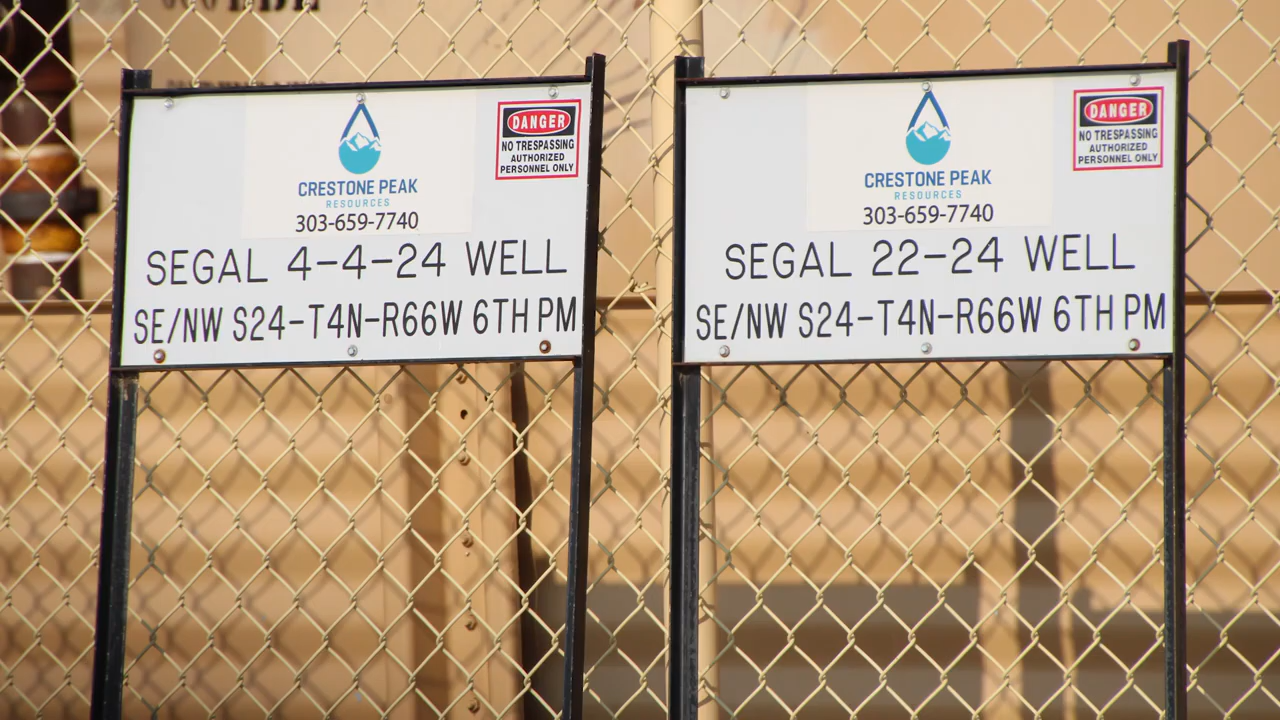 CRESTONE PEAK
RESOURCES
303-659-7740
SEGAL 4-4-24 WELL
SE/NW S24-T4N-R66W 6TH PM
DANGER
NO TRESPASSING
AUTHORIZED
PERSONNEL ONLY
CRESTONE PEAK
RESOURCES
303-659-7740
SEGAL 22-24 WELL
SE/NW S24-T4N-R66W 6TH PM
DANGER
NO TRESPASSING
AUTHORIZED
PERSONNEL ONLY